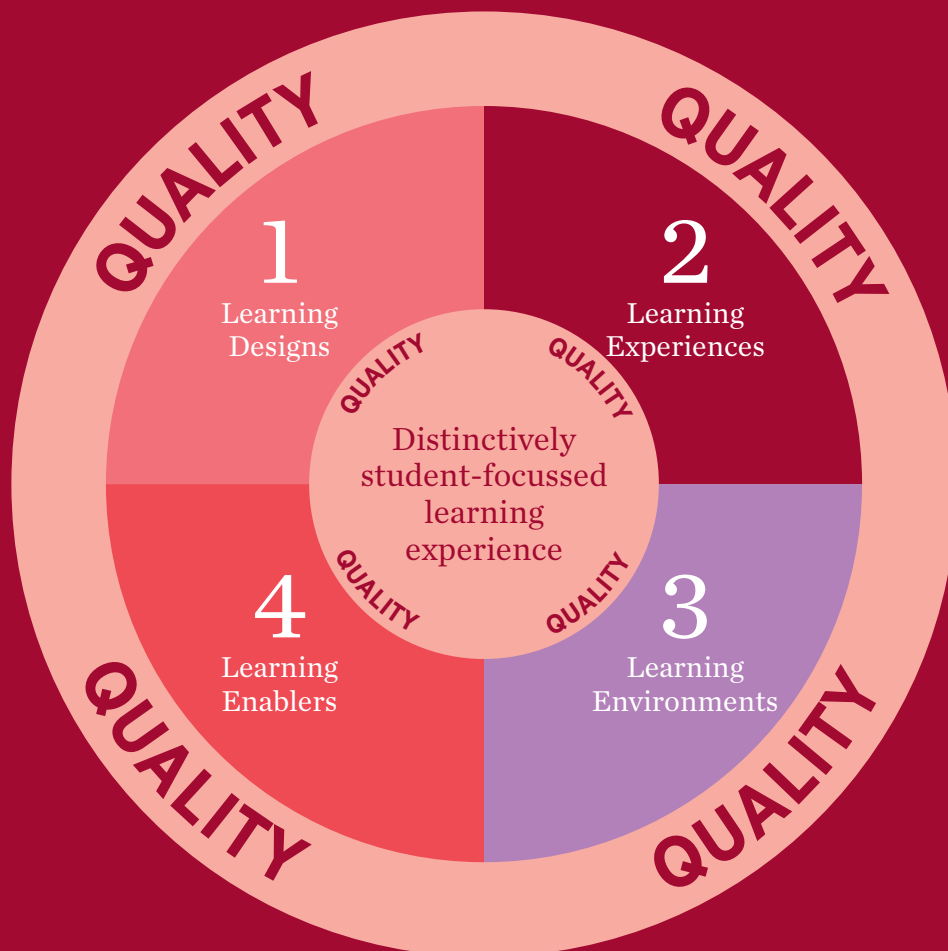 QUALITY
QUALITY
1
Learning
Designs
2
Learning
Experiences
QUALITY
QUALITY
Distinctively
student-focussed
learning
experience
QUALITY
QUALITY
4
Learning
Enablers
3
Learning
Environments
QUALITY
QUALITY